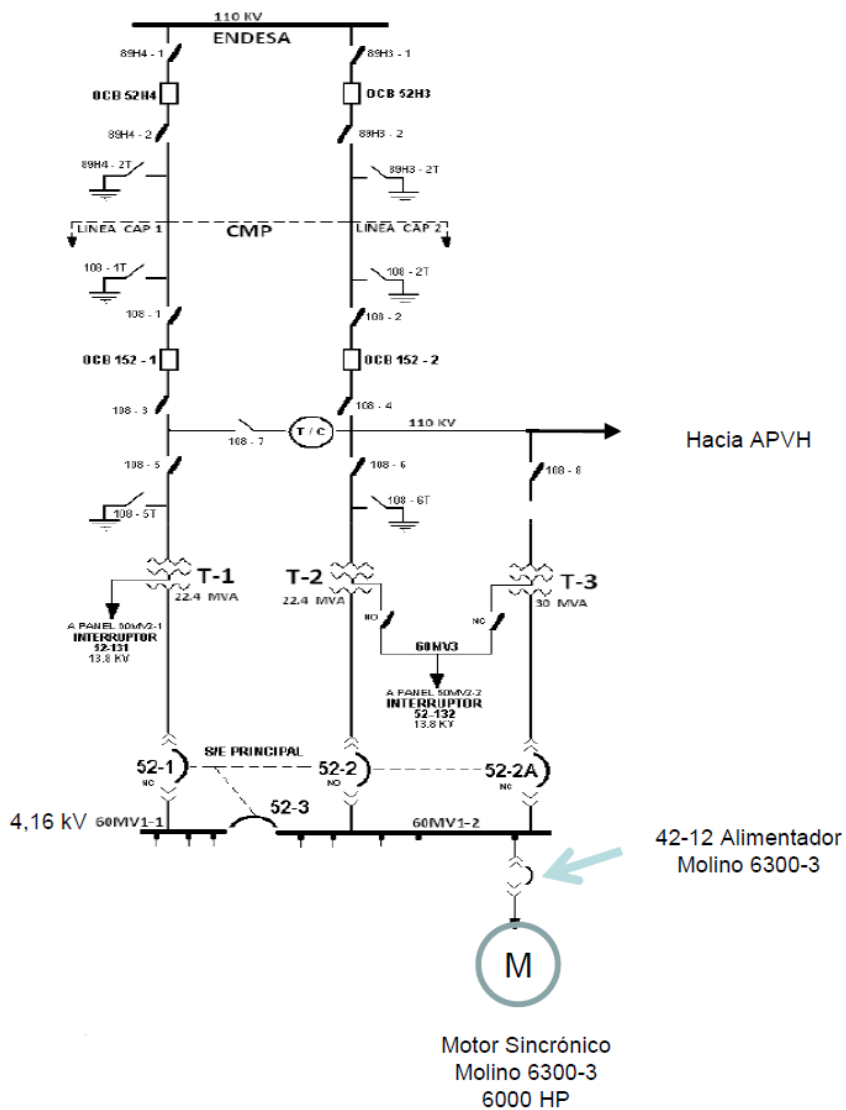 110 KV
ENDESA
89H4 - 1
89H3 - 1
OCB 52H4
OCB 52H3
89H4 - 2
89H3 - 2
89H4 - 2T
89H3 - 2T
LINEA CAP 1
CMP
LINEA CAP 2
108 - 1T
108 - 2T
108 - 1
108 - 2
OCB 152 - 1
OCB 152 - 2
108 - 3
108 - 4
110 KV
T / C
108 - 7
Hacia APVH
108 - 5
108 - 6
108 - 8
108 - 5T
108 - 6T
T-1
T-2
T-3
22.4 MVA
22.4 MVA
30 MVA
NO
NC
A PANEL 60MV2-1
INTERRUPTOR
52-131
13.8 KV
60MV3
A PANEL 60MV2-2
INTERRUPTOR
52-132
13.8 KV
S/E PRINCIPAL
52-1
52-2
52-2A
NC
NO
NC
52-3
4,16 kV
60MV1-1
60MV1-2
42-12 Alimentador
Molino 6300-3
M
Motor Sincrónico
Molino 6300-3
6000 HP